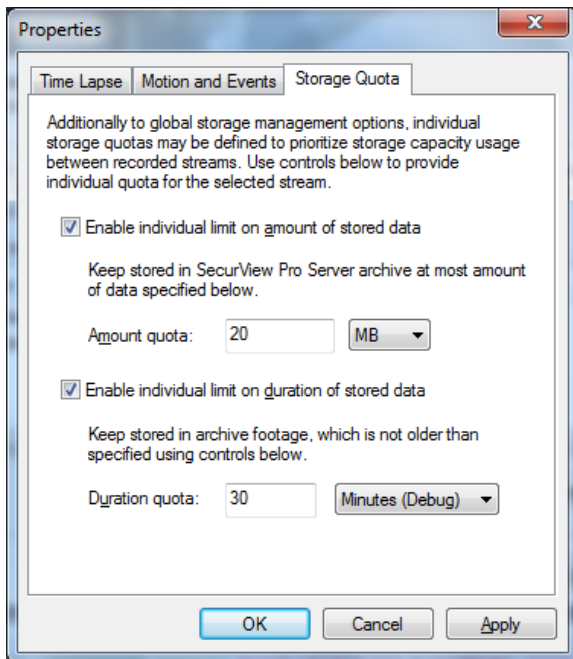 Properties
Time Lapse
Motion and Events
Storage Quota
Additionally to global storage management options, individual
storage quotas may be defined to prioritize storage capacity usage
between recorded streams. Use controls below to provide
individual quota for the selected stream.
Enable individual limit on amount of stored data
Keep stored in SecurView Pro Server archive at most amount
of data specified below.
Amount quota: 20 MB
Enable individual limit on duration of stored data
Keep stored in archive footage, which is not older than
specified using controls below.
Duration quota: 30 Minutes (Debug)
OK Cancel Apply